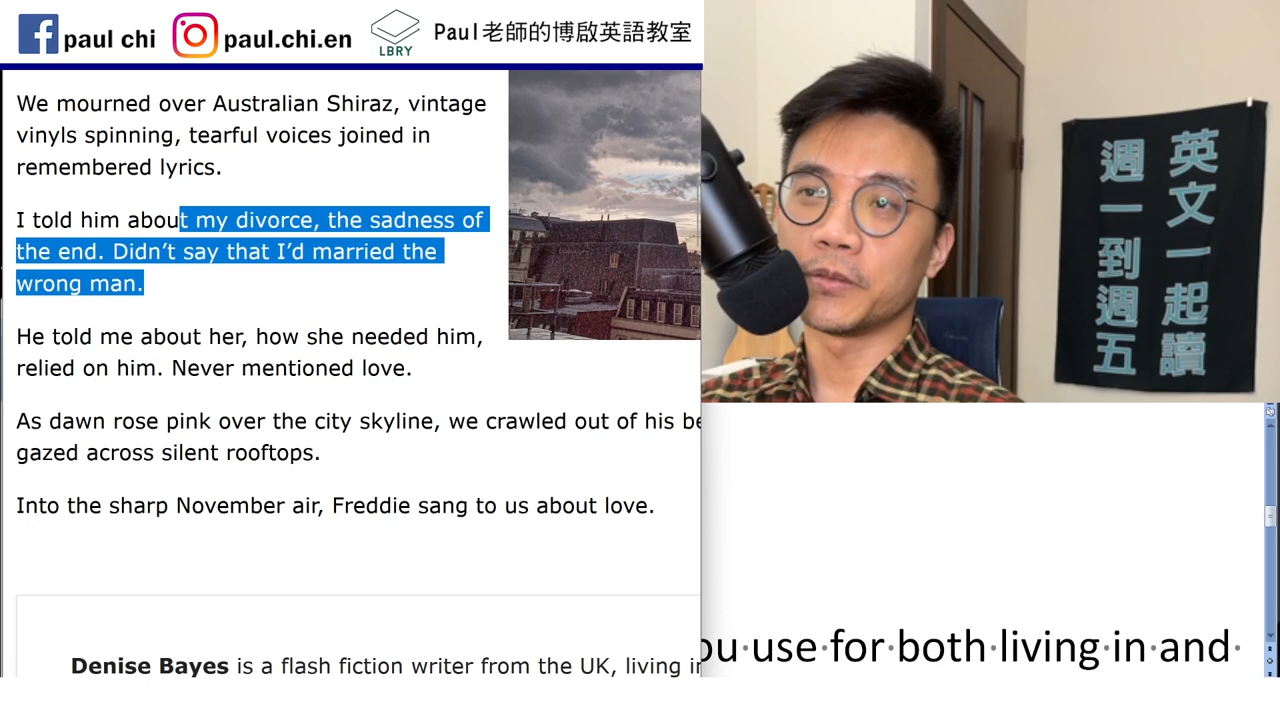 paul chi
paul.chi.en
LBRY
Paul老師的博啟英語教室
We mourned over Australian Shiraz, vintage
vinyls spinning, tearful voices joined in
remembered lyrics.
I told him about my divorce, the sadness of
the end. Didn’t say that I’d married the
wrong man.
He told me about her, how she needed him,
relied on him. Never mentioned love.
As dawn rose pink over the city skyline, we crawled out of his be
gazed across silent rooftops.
Into the sharp November air, Freddie sang to us about love.
Denise Bayes is a flash fiction writer from the UK, living in
英文一起讀
週一到週五
ou use for both living in and